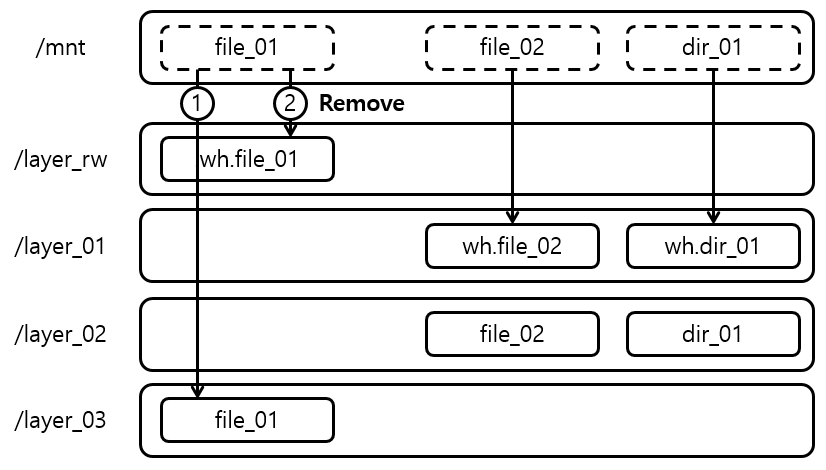 /mnt
file_01
file_02
dir_01
1
2
Remove
/layer_rw
wh.file_01
/layer_01
wh.file_02
wh.dir_01
/layer_02
file_02
dir_01
/layer_03
file_01